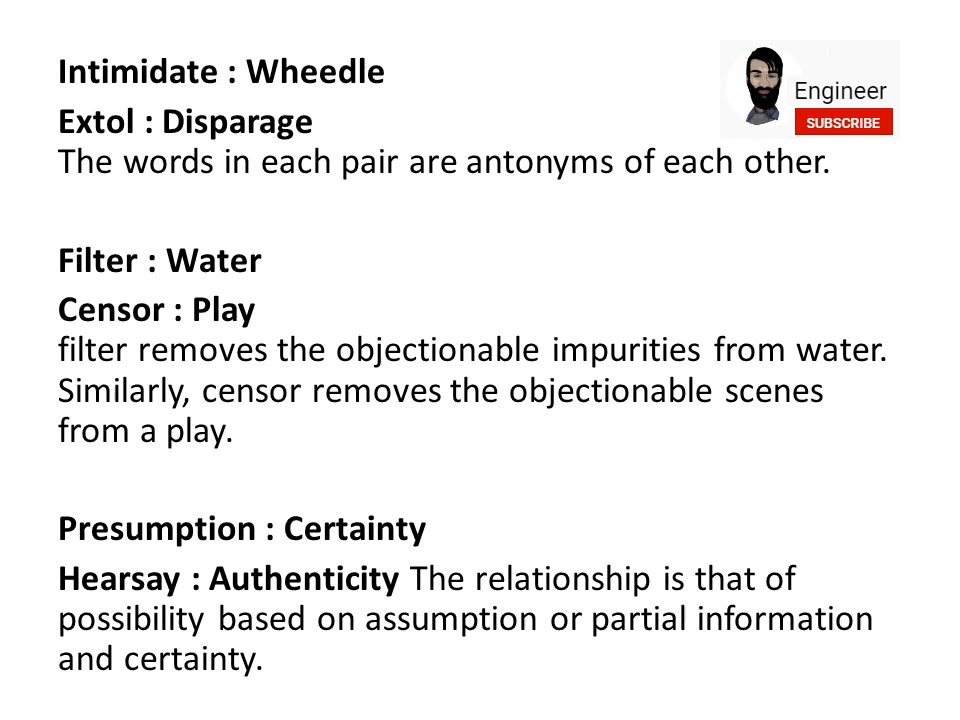 Intimidate : Wheedle
Engineer
SUBSCRIBE
Extol : Disparage
The words in each pair are antonyms of each other.
Filter : Water
Censor : Play
filter removes the objectionable impurities from water.
Similarly, censor removes the objectionable scenes
from a play.
Presumption : Certainty
Hearsay : Authenticity The relationship is that of
possibility based on assumption or partial information
and certainty.